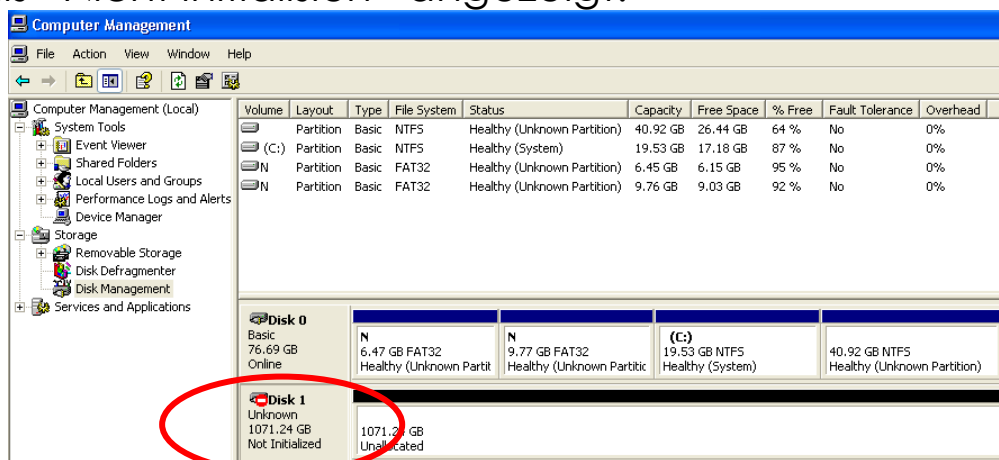 als "Nicht initialisiert" angezeigt.
Computer Management
File Action View Window Help
Computer Management (Local)
System Tools
Event Viewer
Shared Folders
Local Users and Groups
Performance Logs and Alerts
Device Manager
Storage
Removable Storage
Disk Defragmenter
Disk Management
Services and Applications
Volume Layout Type File System Status Capacity Free Space % Free Fault Tolerance Overhead
Partition Basic NTFS Healthy (Unknown Partition) 40.92 GB 26.44 GB 64 % No 0%
(C:) Partition Basic NTFS Healthy (System) 19.53 GB 17.18 GB 87 % No 0%
N Partition Basic FAT32 Healthy (Unknown Partition) 6.45 GB 6.15 GB 95 % No 0%
N Partition Basic FAT32 Healthy (Unknown Partition) 9.76 GB 9.03 GB 92 % No 0%
Disk 0
Basic
76.69 GB
Online
N
6.47 GB FAT32
Healthy (Unknown Partit
N
9.77 GB FAT32
Healthy (Unknown Partitic
(C:)
19.53 GB NTFS
Healthy (System)
40.92 GB NTFS
Healthy (Unknown Partition)
Disk 1
Unknown
1071.24 GB
Not Initialized
1071.24 GB
Unallocated